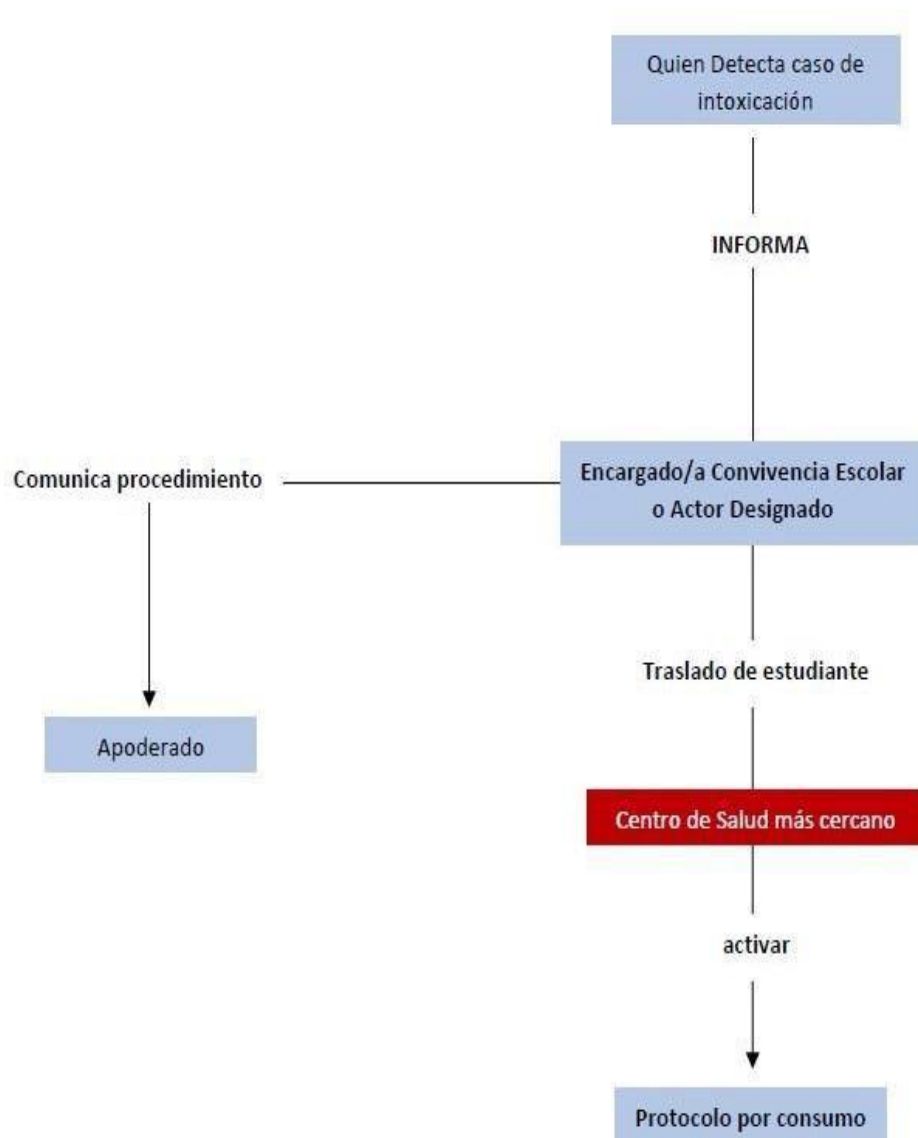 Quien Detecta caso de
intoxicación
INFORMA
Encargado/a Convivencia Escolar
o Actor Designado
Comunica procedimiento
Apoderado
Traslado de estudiante
Centro de Salud más cercano
activar
Protocolo por consumo